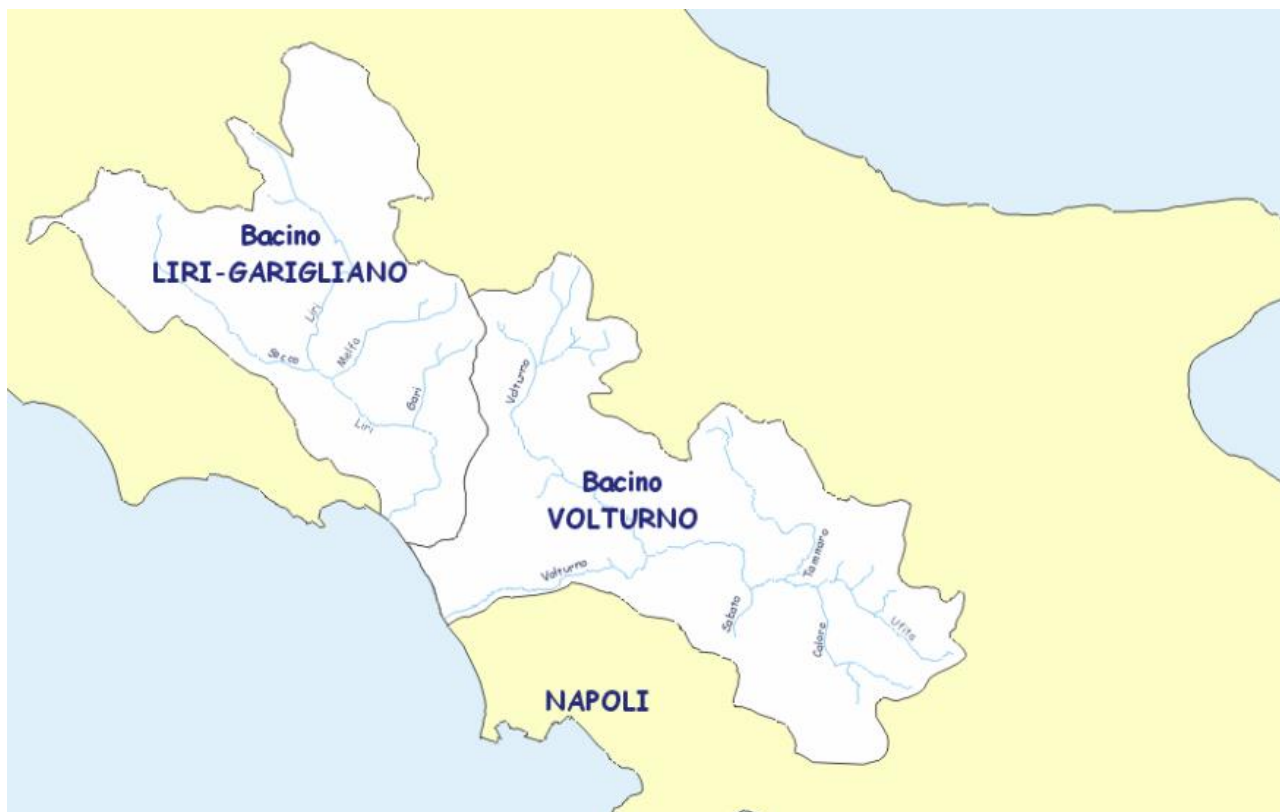 Bacino
LIRI-GARIGLIANO
Liri
Sacco
Melfa
Gari
Liri
Volturno
Bacino
VOLTURNO
Volturno
Tammaro
Sabato
Calore
Ufita
NAPOLI